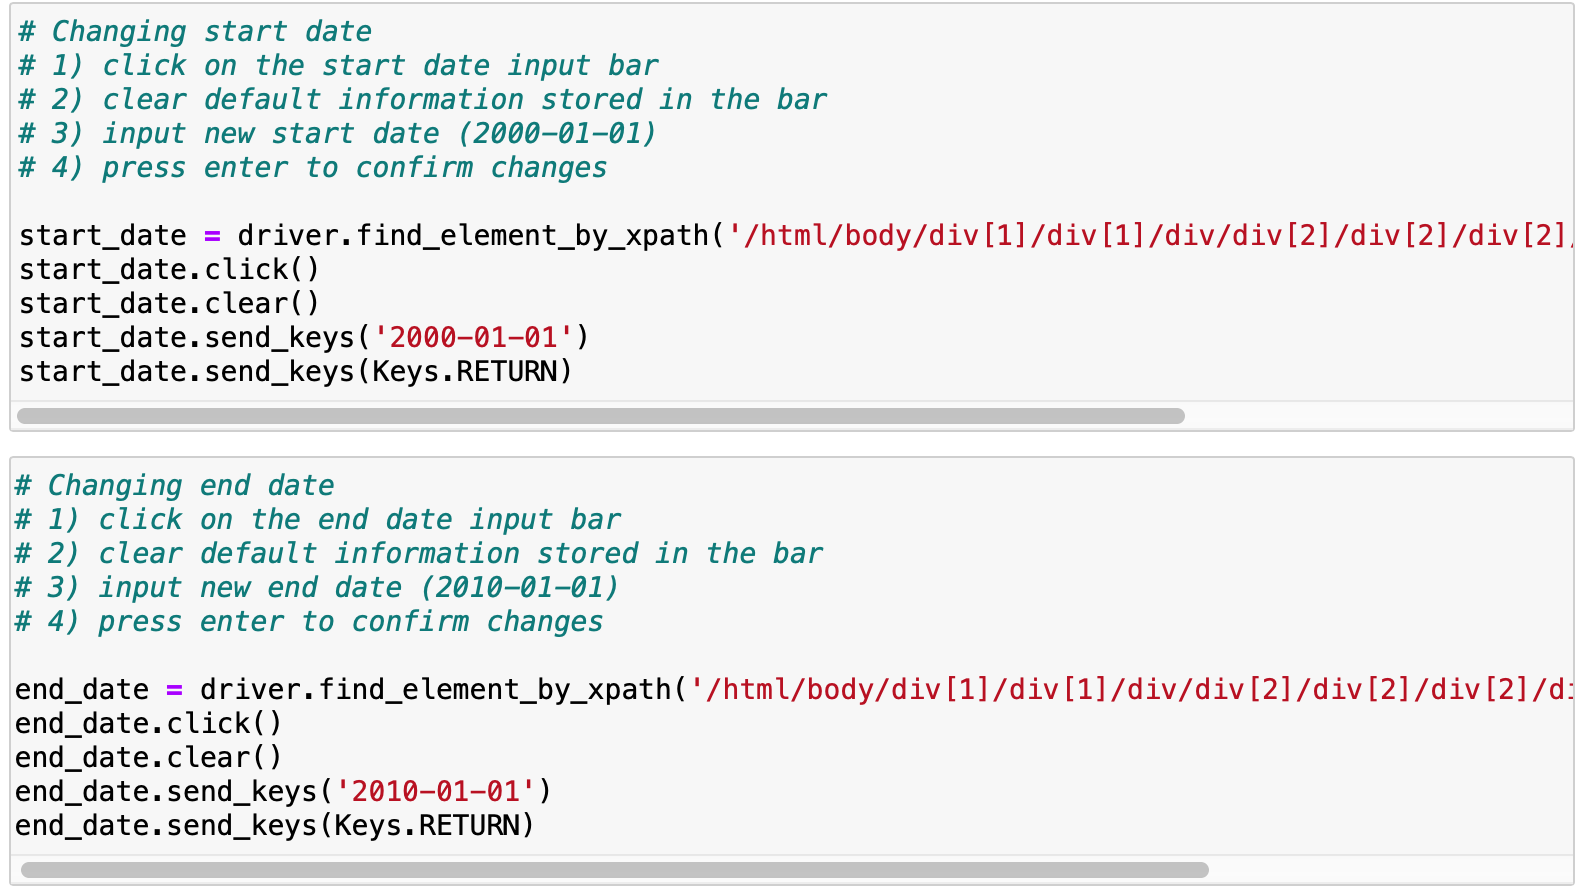 # Changing start date
# 1) click on the start date input bar
# 2) clear default information stored in the bar
# 3) input new start date (2000-01-01)
# 4) press enter to confirm changes
start_date = driver.find_element_by_xpath('/html/body/div[1]/div[1]/div/div[2]/div[2]/div[2]/
start_date.click()
start_date.clear()
start_date.send_keys('2000-01-01')
start_date.send_keys(Keys.RETURN)
# Changing end date
# 1) click on the end date input bar
# 2) clear default information stored in the bar
# 3) input new end date (2010-01-01)
# 4) press enter to confirm changes
end_date = driver.find_element_by_xpath('/html/body/div[1]/div[1]/div/div[2]/div[2]/div[2]/di
end_date.click()
end_date.clear()
end_date.send_keys('2010-01-01')
end_date.send_keys(Keys.RETURN)